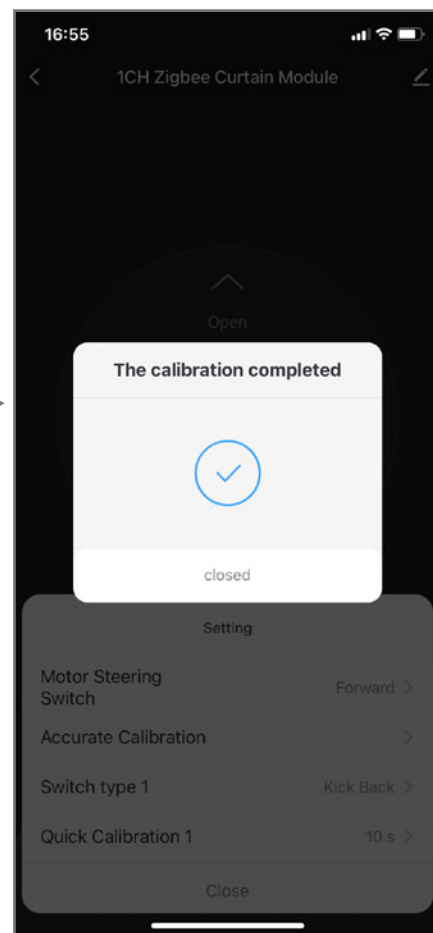 16:55
1CH Zigbee Curtain Module
Open
The calibration completed
closed
Setting
Motor Steering
Switch
Forward
Accurate Calibration
Switch type 1
Kick Back
Quick Calibration 1
10 s
Close